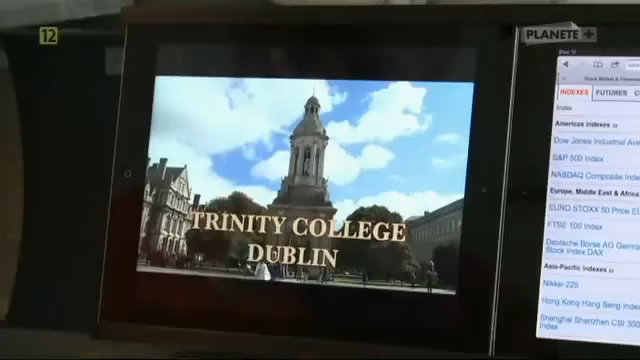 12
PLANETE+
TRINITY COLLEGE
DUBLIN
INDEXES FUTURES
Index
Americas Indexes
Dow Jones Industrial Ave
S&P 500 Index
NASDAQ Composite Inde
Europe, Middle East & Africa
EURO STOXX 50 Price E
FTSE 100 Index
Deutsche Borse AG Germa
Stock Index DAX
Asia-Pacific Indexes
Nikkei 225
Hong Kong Hang Seng Inde
Shanghai Shenzhen CSI 300
Index